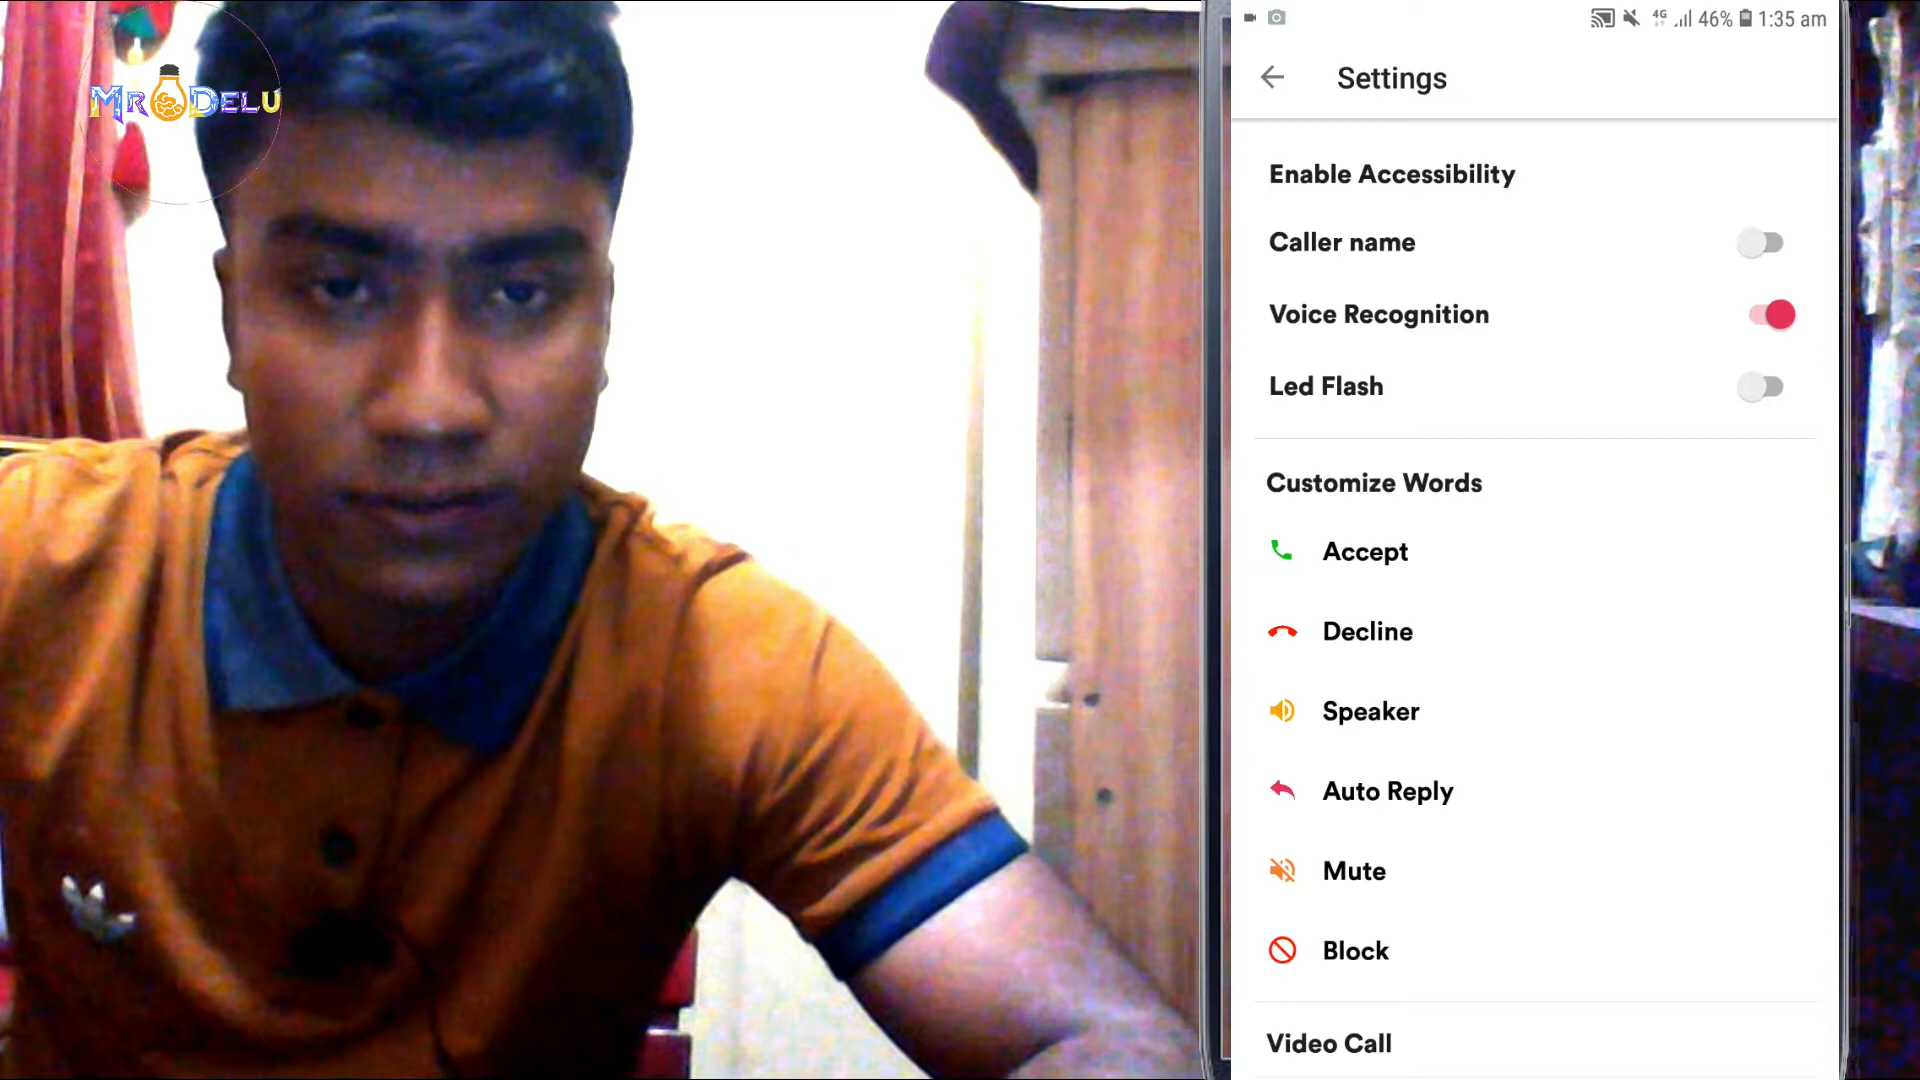 MR DELU
4G 46% 1:35 am
Settings
Enable Accessibility
Caller name
Voice Recognition
Led Flash
Customize Words
Accept
Decline
Speaker
Auto Reply
Mute
Block
Video Call